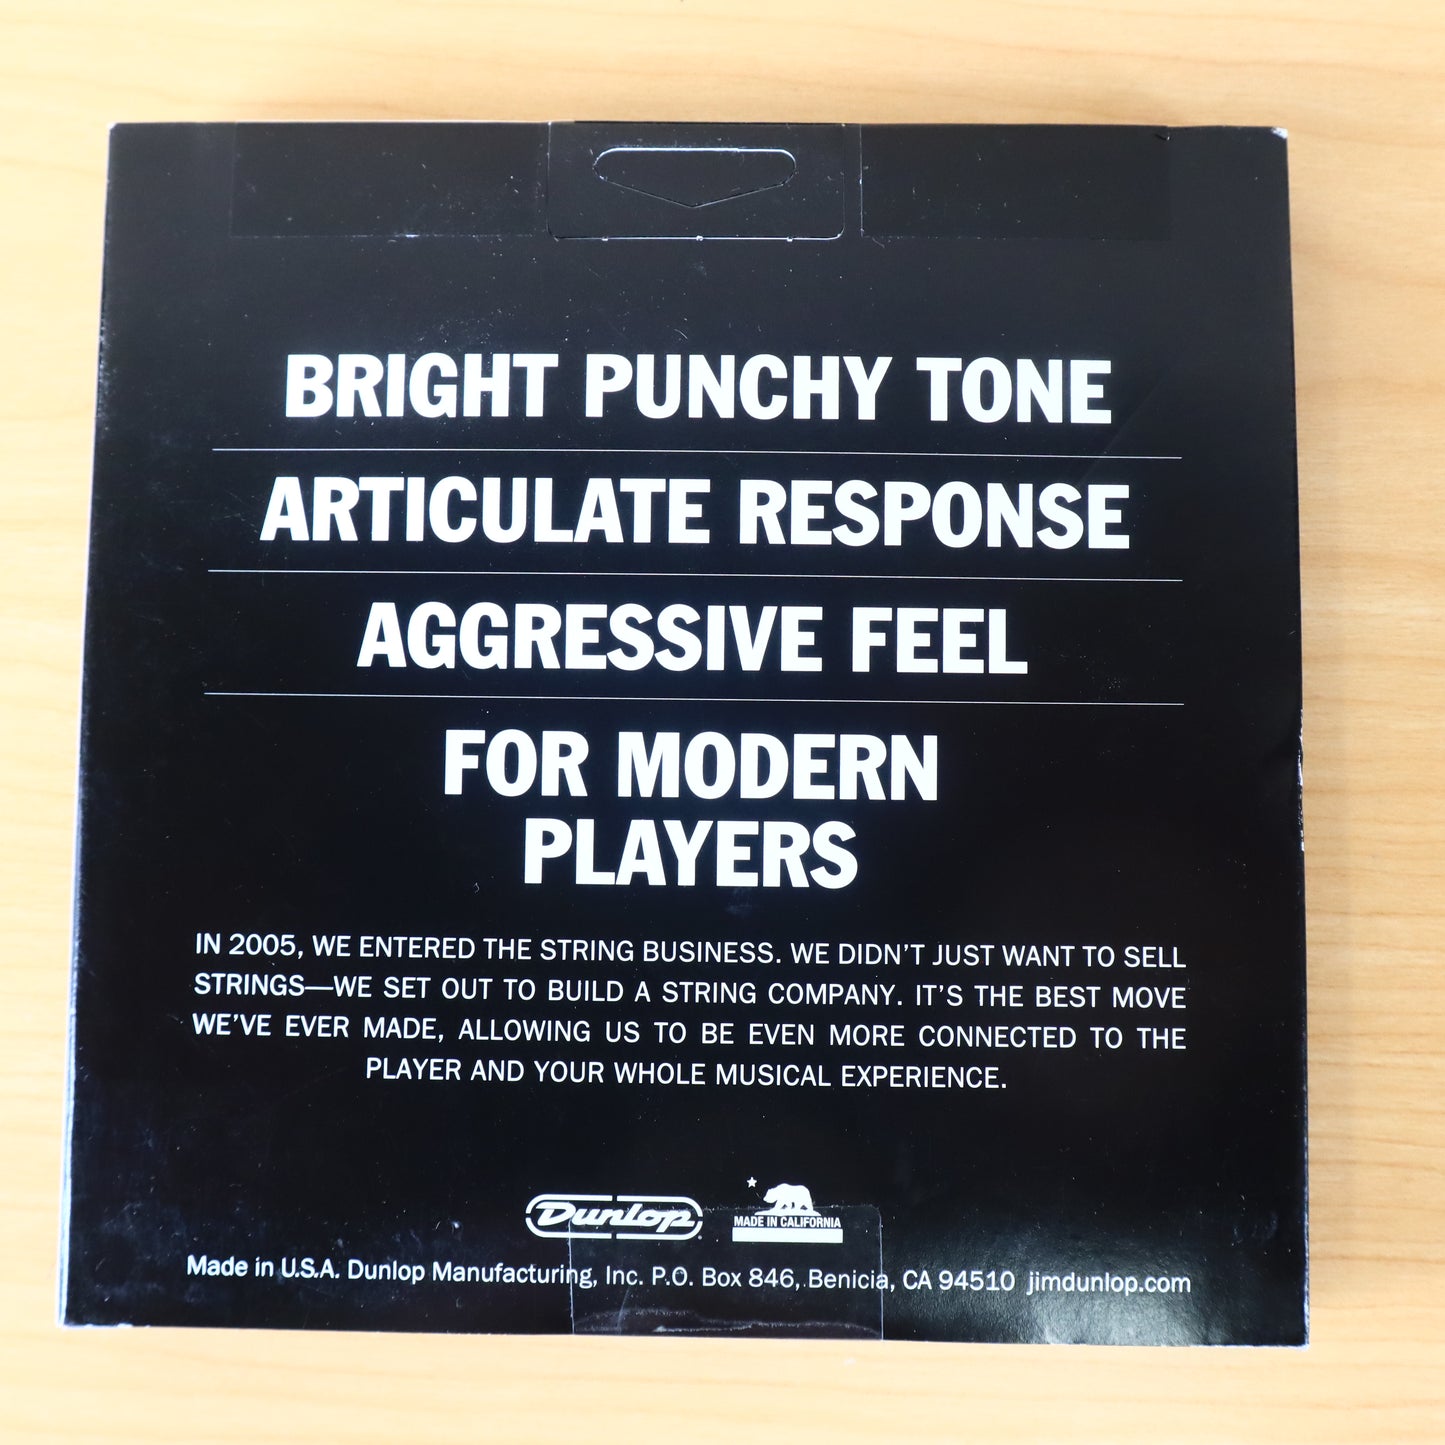 BRIGHT PUNCHY TONE
ARTICULATE RESPONSE
AGGRESSIVE FEEL
FOR MODERN
PLAYERS
IN 2005, WE ENTERED THE STRING BUSINESS. WE DIDN'T JUST WANT TO SELL
STRINGS—WE SET OUT TO BUILD A STRING COMPANY. IT'S THE BEST MOVE
WE'VE EVER MADE, ALLOWING US TO BE EVEN MORE CONNECTED TO THE
PLAYER AND YOUR WHOLE MUSICAL EXPERIENCE.
Dunlop
MADE IN CALIFORNIA
Made in U.S.A. Dunlop Manufacturing, Inc. P.O. Box 846, Benicia, CA 94510 jimdunlop.com